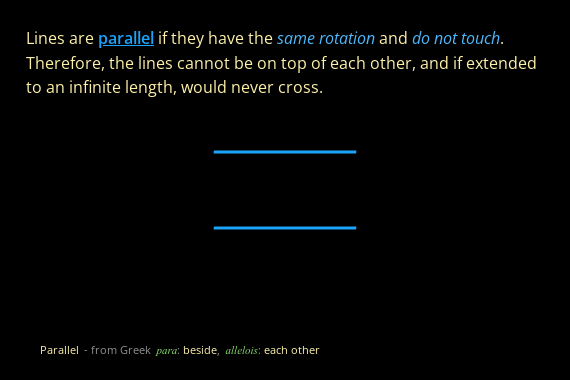 Lines are parallel if they have the same rotation and do not touch.
Therefore, the lines cannot be on top of each other, and if extended
to an infinite length, would never cross.
Parallel - from Greek para: beside, allelois: each other